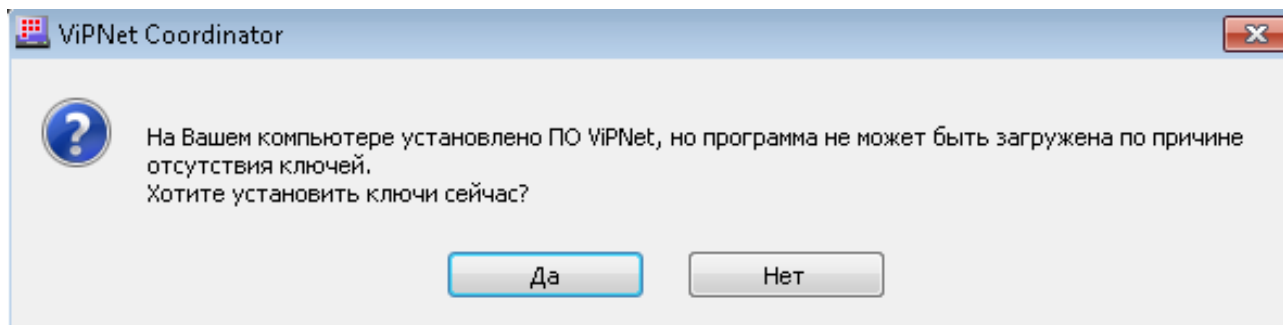 ViPNet Coordinator
На Вашем компьютере установлено ПО ViPNet, но программа не может быть загружена по причине
отсутствия ключей.
Хотите установить ключи сейчас?
Да
Нет